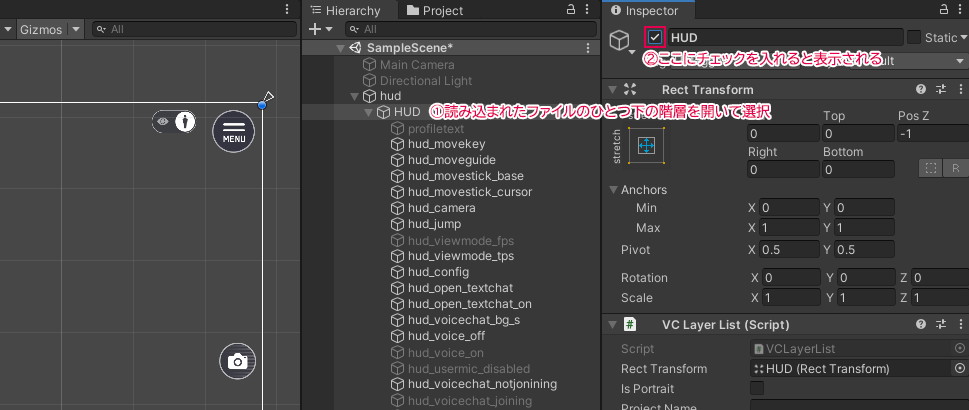 Gizmos
All
MENU
Hierarchy
Project
All
SampleScene*
Main Camera
Directional Light
hud
HUD
①読み込まれたファイルのひとつ下の階層を開いて選択
profiletext
hud_movekey
hud_moveguide
hud_movestick_base
hud_movestick_cursor
hud_camera
hud_jump
hud_viewmode_fps
hud_viewmode_tps
hud_config
hud_open_textchat
hud_open_textchat_on
hud_voicechat_bg_s
hud_voice_off
hud_voice_on
hud_usermic_disabled
hud_voicechat_notjonining
hud_voicechat_joining
Inspector
HUD
Static
②ここにチェックを入れると表示される
Rect Transform
stretch
Top
Pos Z
0
0
-1
Right
Bottom
0
0
R
Anchors
Min
X 0
Y 0
Max
X 1
Y 1
Pivot
X 0.5
Y 0.5
Rotation
X 0
Y 0
Z 0
Scale
X 1
Y 1
Z 1
VC Layer List (Script)
Script
VCLayerList
Rect Transform
HUD (Rect Transform)
Is Portrait
Project Name